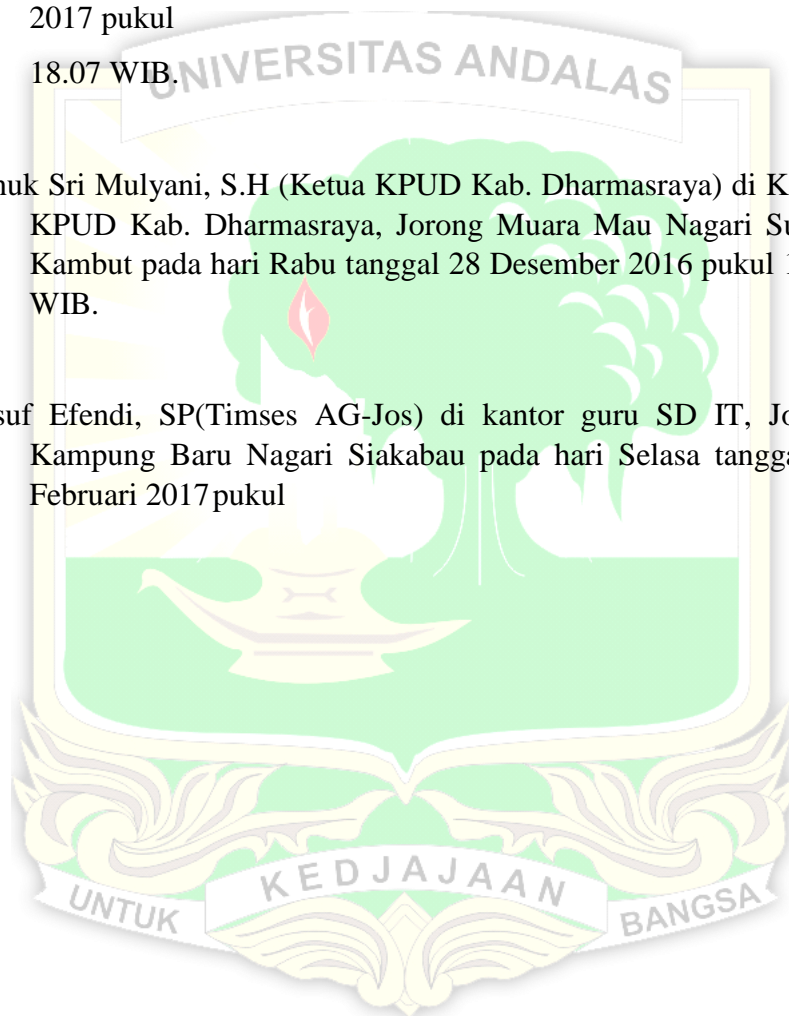 2017 pukul
18.07 WIB.
UNIVERSITAS ANDALAS
nuk Sri Mulyani, S.H (Ketua KPUD Kab. Dharmasraya) di K
KPUD Kab. Dharmasraya, Jorong Muara Mau Nagari Su
Kambut pada hari Rabu tanggal 28 Desember 2016 pukul 1
WIB.
suf Efendi, SP(Timses AG-Jos) di kantor guru SD IT, Jo
Kampung Baru Nagari Siakabau pada hari Selasa tangga
Februari 2017 pukul
UNTUK KEDJAJAAN BANGSA